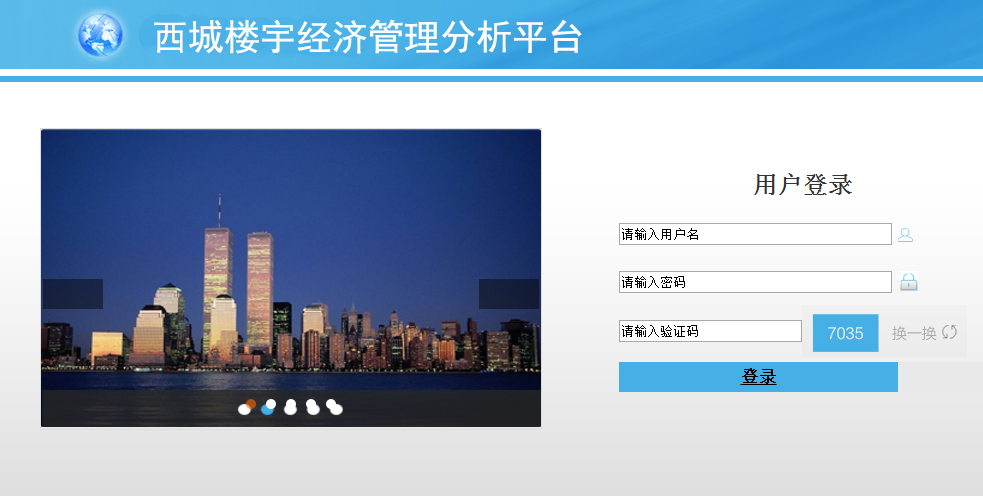 西城楼宇经济管理分析平台
用户登录
请输入用户名
请输入密码
请输入验证码 7035 换一换
登录